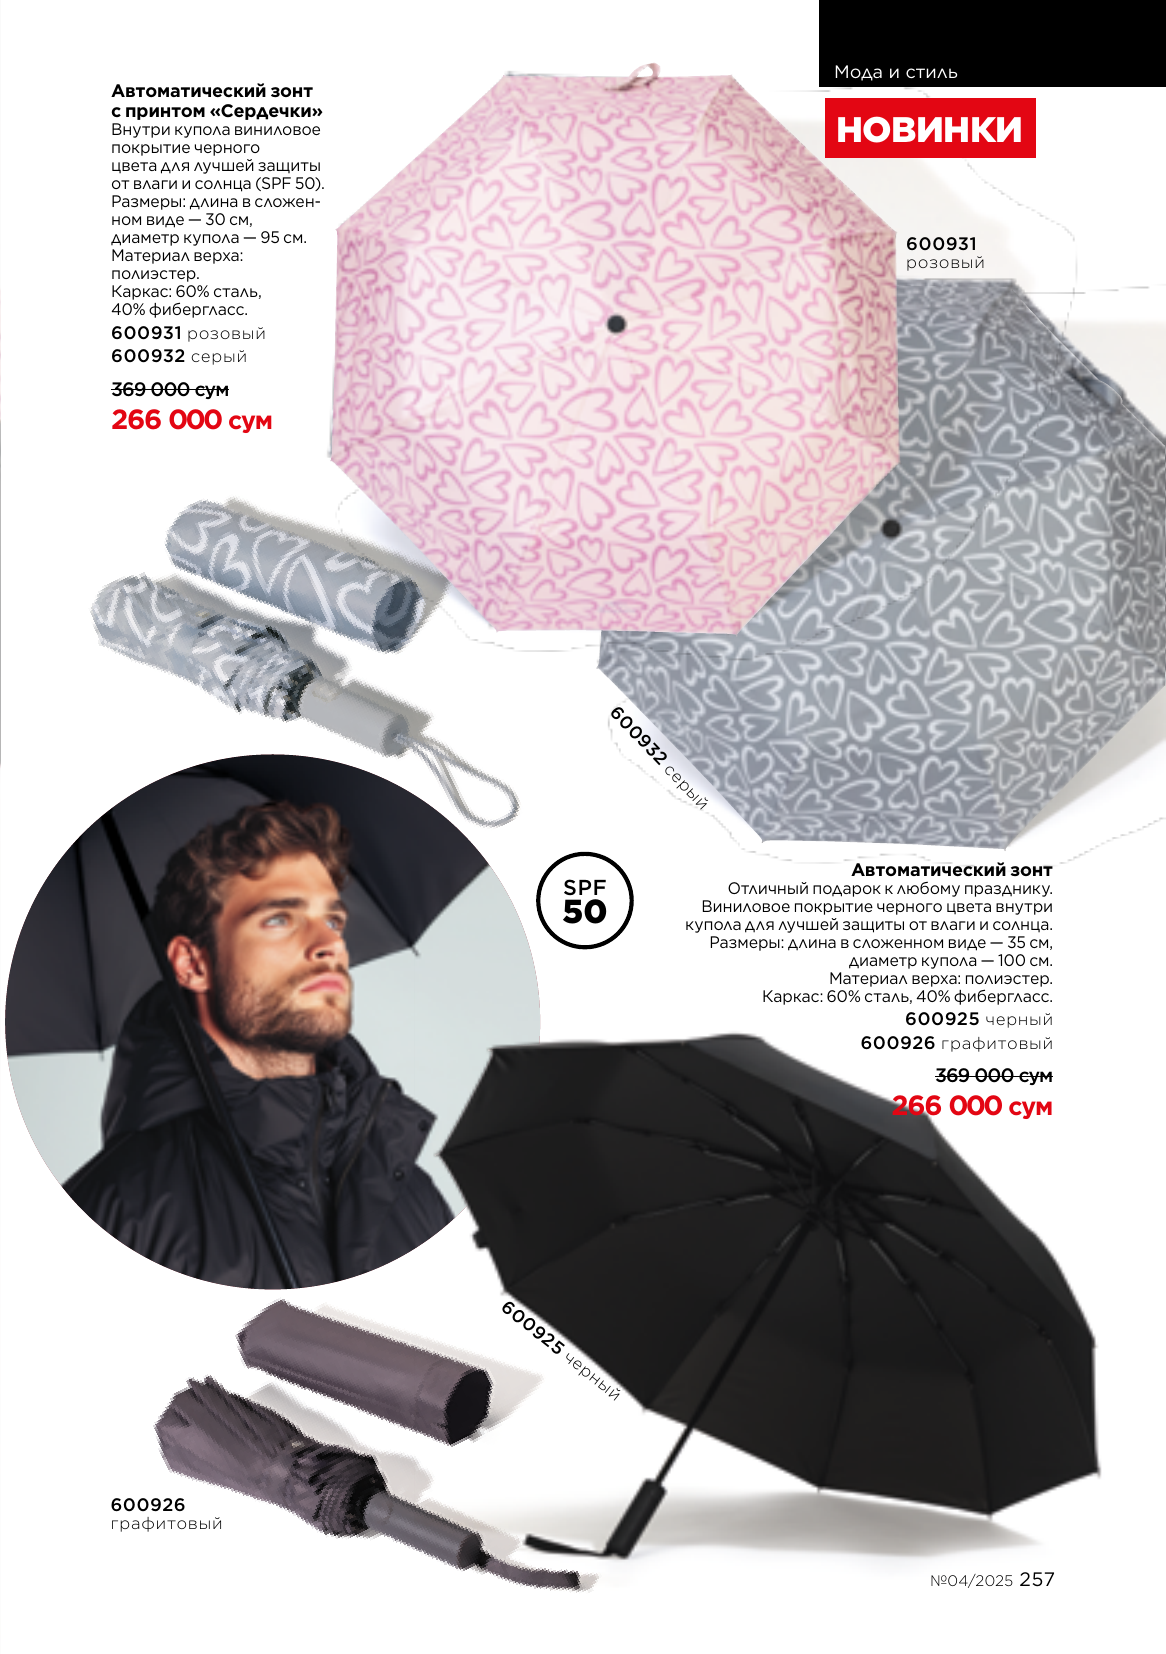 Мода и стиль
НОВИНКИ
Автоматический зонт
с принтом «Сердечки»
Внутри купола виниловое
покрытие черного
цвета для лучшей защиты
от влаги и солнца (SPF 50).
Размеры: длина в сложен-
ном виде — 30 см,
диаметр купола — 95 см.
Материал верха:
полиэстер.
Каркас: 60% сталь,
40% фибергласс.
600931 розовый
600932 серый
369 000 сум
266 000 сум
600931
розовый
600932 серый
SPF
50
Автоматический зонт
Отличный подарок к любому празднику.
Виниловое покрытие черного цвета внутри
купола для лучшей защиты от влаги и солнца.
Размеры: длина в сложенном виде — 35 см,
диаметр купола — 100 см.
Материал верха: полиэстер.
Каркас: 60% сталь, 40% фибергласс.
600925 черный
600926 графитовый
369 000 сум
266 000 сум
600925 черный
600926
графитовый
№04/2025 257